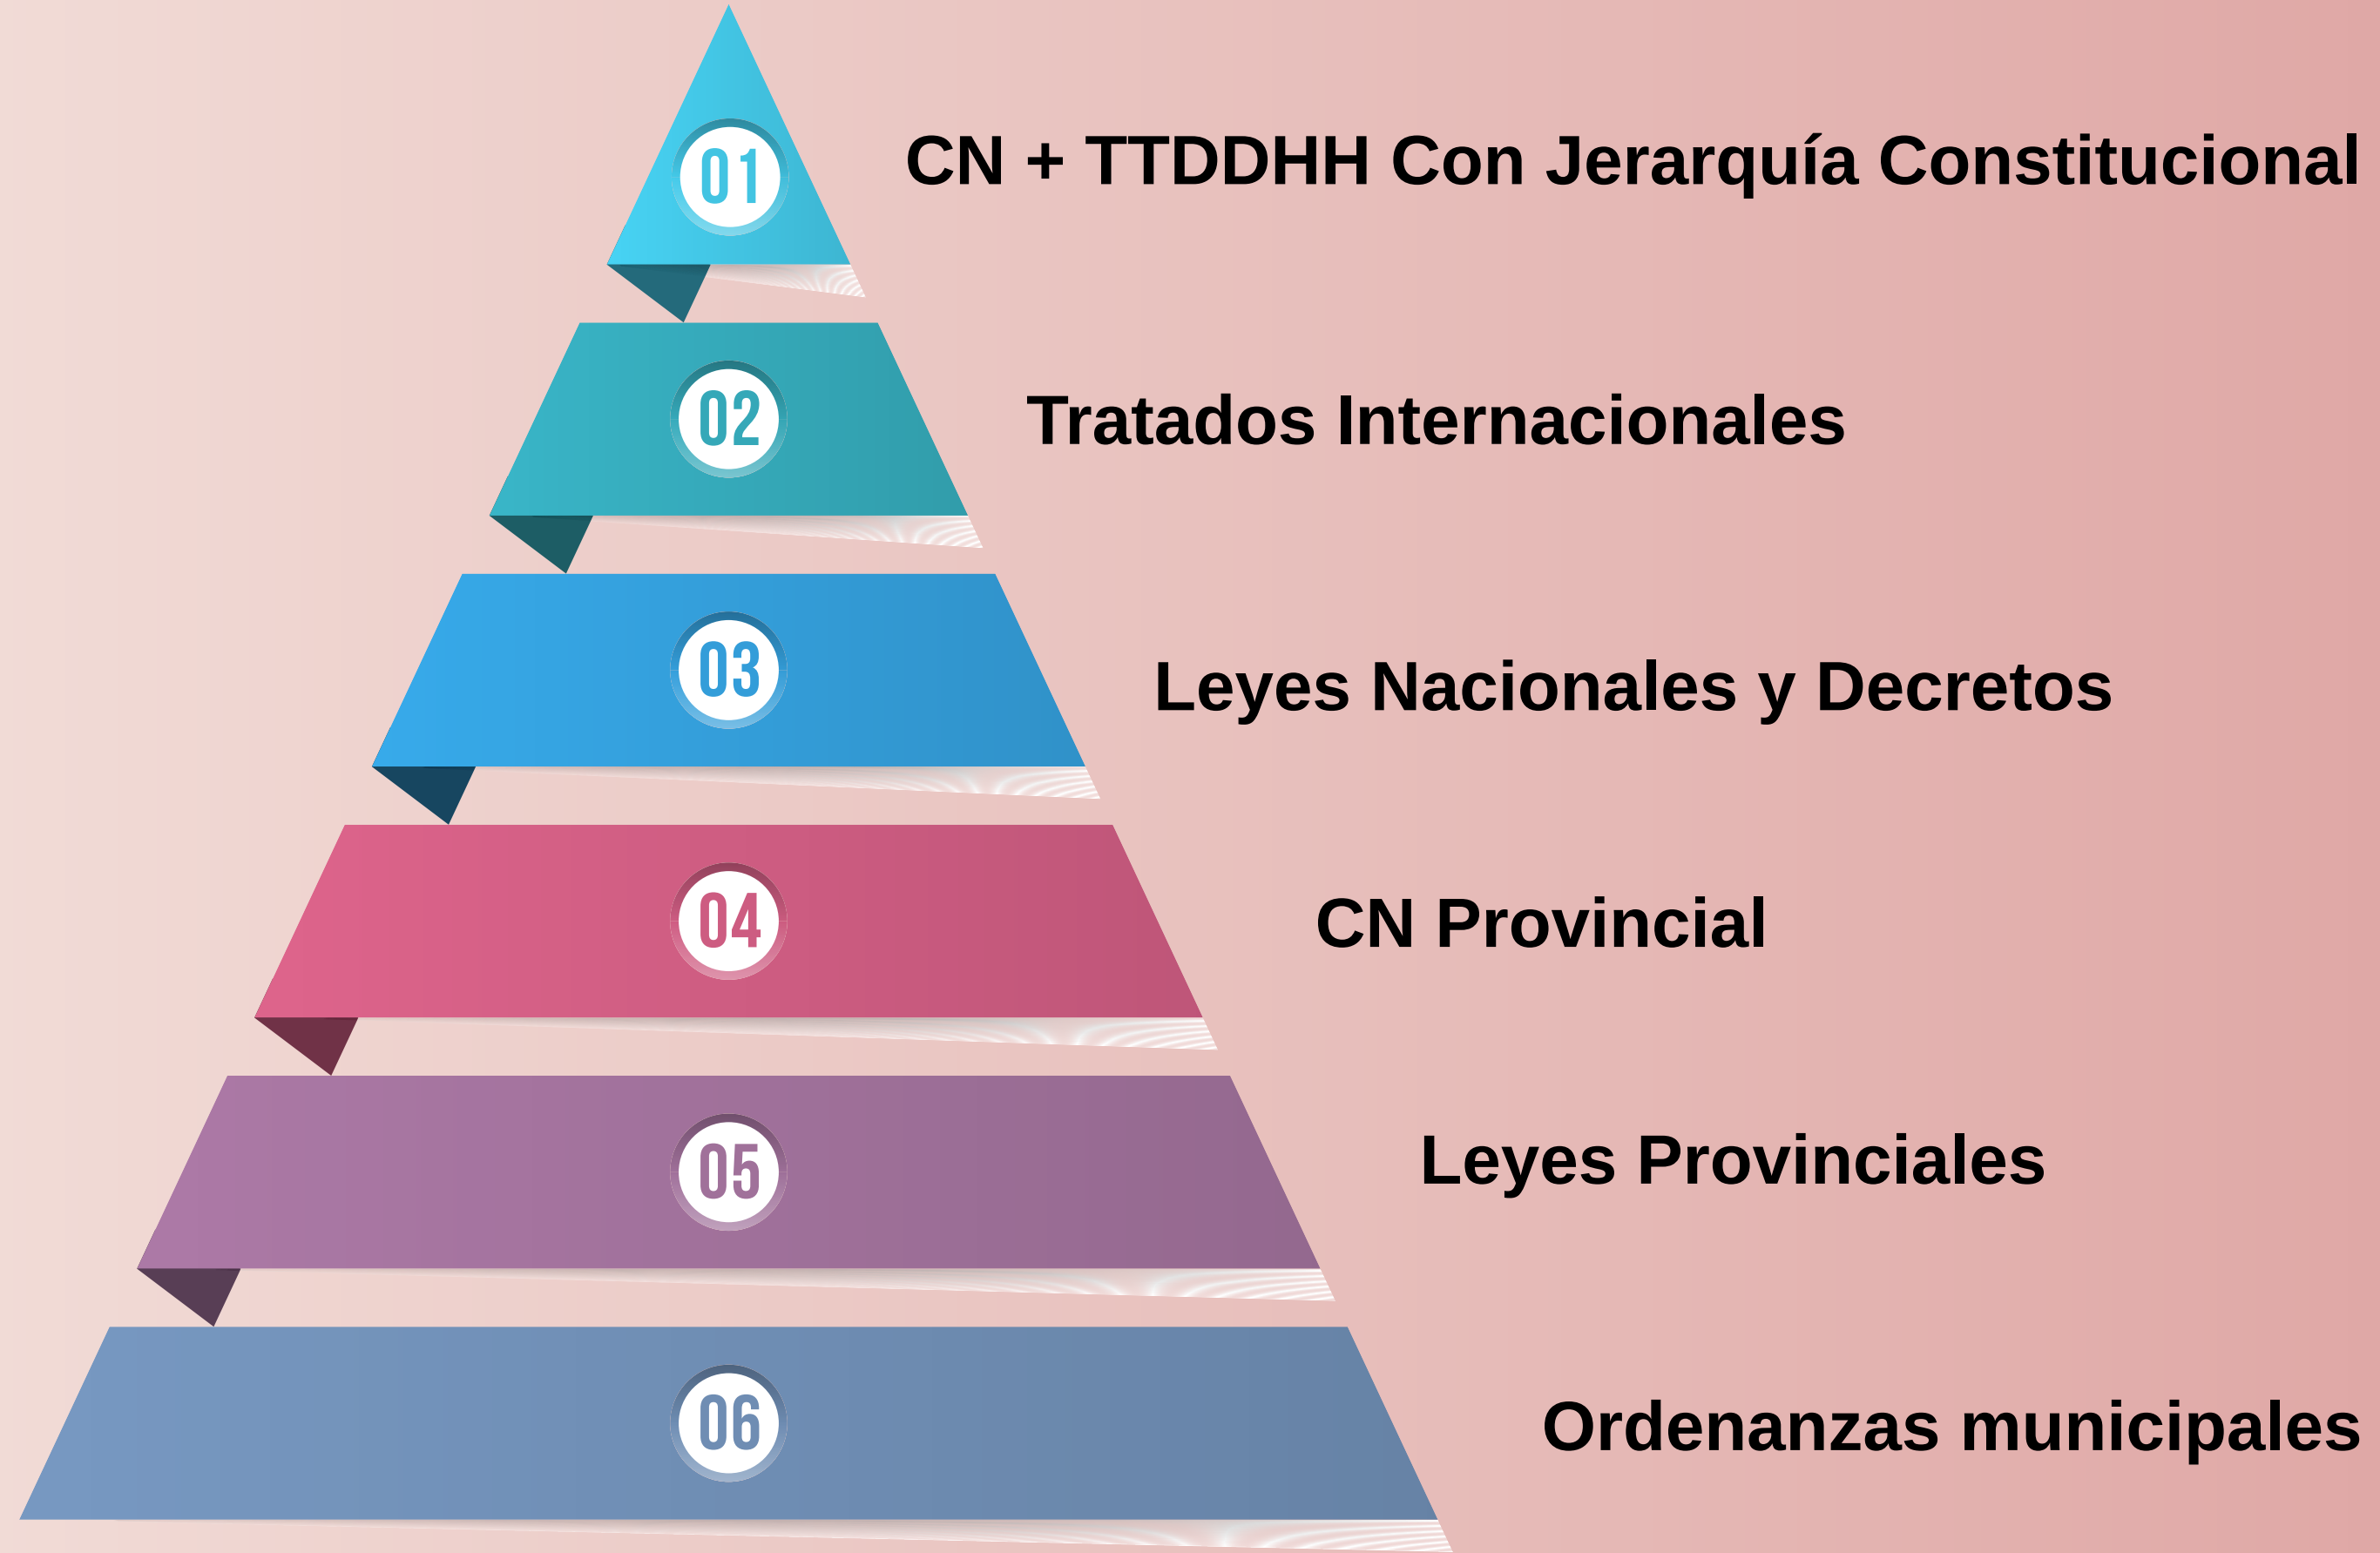 01
CN + TTDDHH Con Jerarquía Constitucional
02
Tratados Internacionales
03
Leyes Nacionales y Decretos
04
CN Provincial
05
Leyes Provinciales
06
Ordenanzas municipales